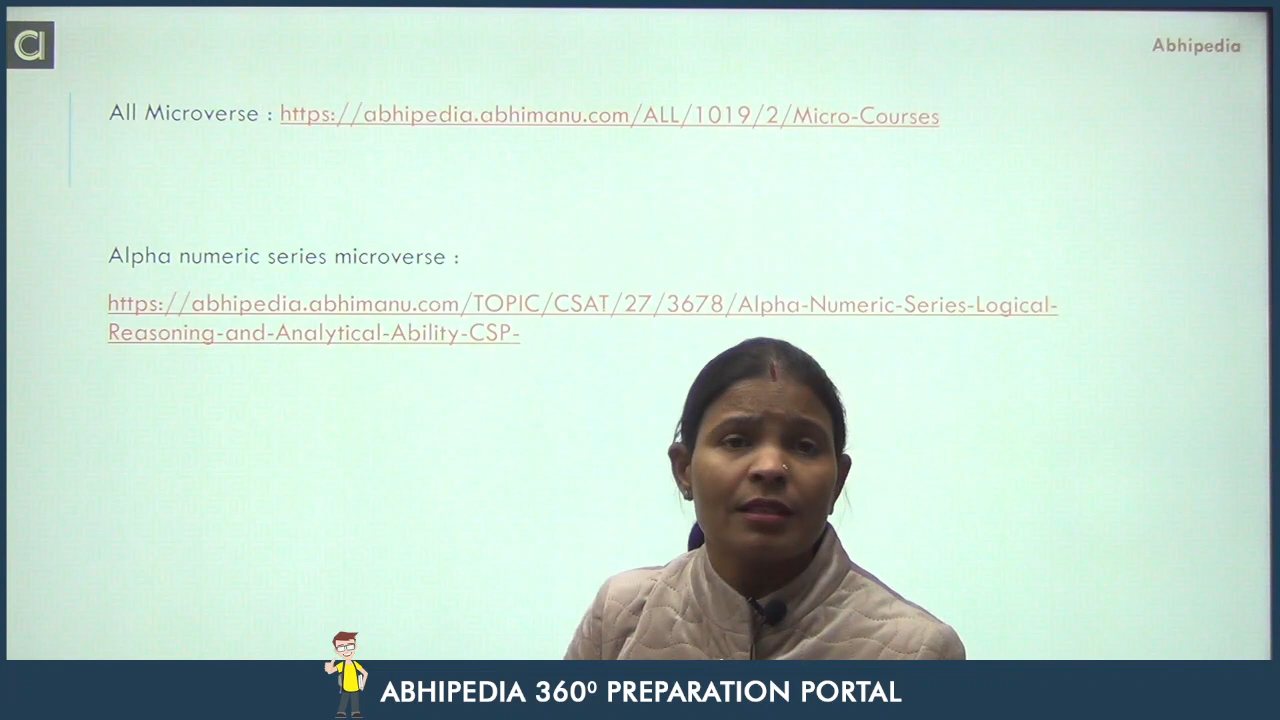 Abhipedia
All Microverse : https://abhipedia.abhimanu.com/ALL/1019/2/Micro-Courses
Alpha numeric series microverse :
https://abhipedia.abhimanu.com/TOPIC/CSAT/27/3678/Alpha-Numeric-Series-Logical-
Reasoning-and-Analytical-Ability-CSP-
ABHIPEDIA 360⁰ PREPARATION PORTAL